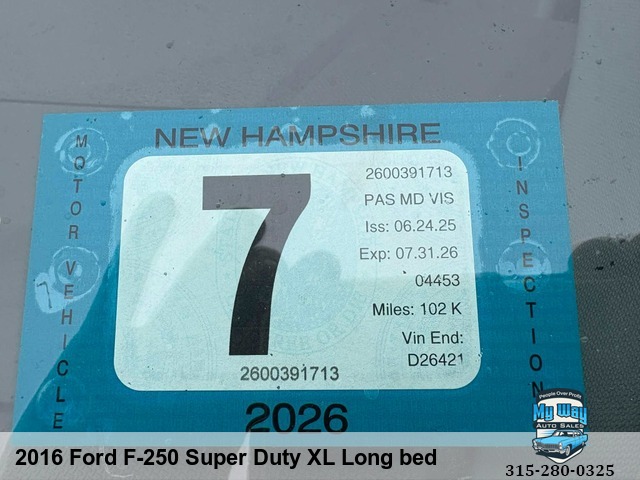 NEW HAMPSHIRE
MOTOR VEHICLE
INSPECTION
7
2600391713
PAS MD VIS
Iss: 06.24.25
Exp: 07.31.26
04453
Miles: 102 K
Vin End:
D26421
2600391713
2026
People Over Profit
My Way
AUTO SALES
2016 Ford F-250 Super Duty XL Long bed
315-280-0325